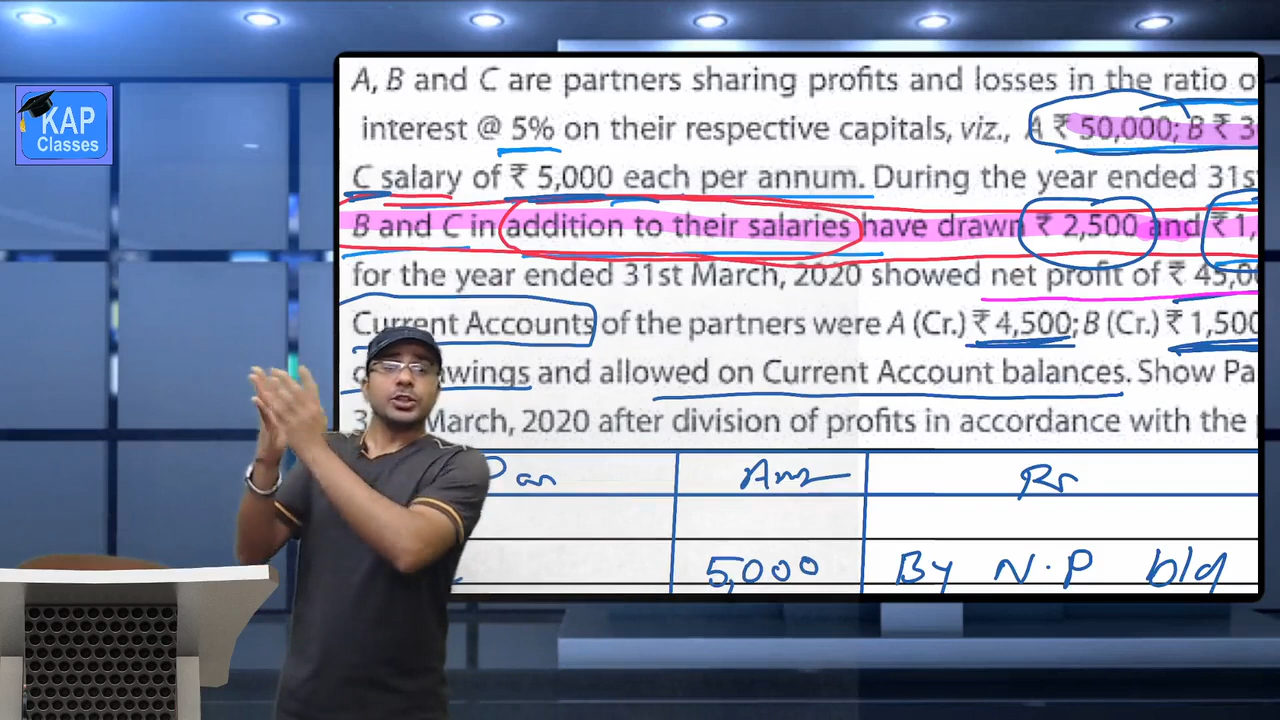 KAP
Classes
A, B and C are partners sharing profits and losses in the ratio o
interest @ 5% on their respective capitals, viz., A ₹ 50,000; B ₹ 3
C salary of ₹ 5,000 each per annum. During the year ended 31s
B and C in addition to their salaries have drawn ₹ 2,500 and ₹ 1,
for the year ended 31st March, 2020 showed net profit of ₹ 45,0
Current Accounts of the partners were A (Cr.) ₹ 4,500; B (Cr.) ₹ 1,500
and allowed on Current Account balances. Show Pa
March, 2020 after division of profits in accordance with the
5,000 By N.P b/d